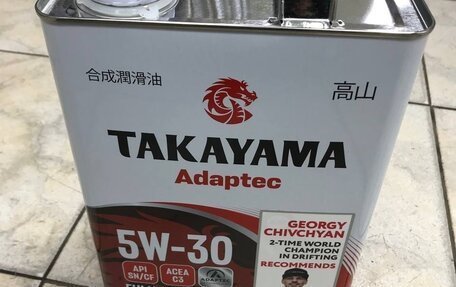 合成潤滑油
高山
TAKAYAMA
Adaptec
GEORGY
CHIVCHYAN
2-TIME WORLD
CHAMPION
IN DRIFTING
RECOMMENDS
5W-30
API
SN/CF
ACEA
C3
ADAPTEC